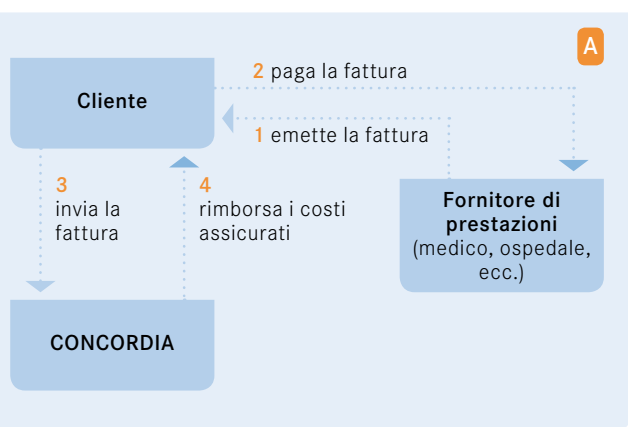 A
Cliente
2 paga la fattura
1 emette la fattura
3
invia la
fattura
4
rimborsa i costi
assicurati
Fornitore di
prestazioni
(medico, ospedale,
ecc.)
CONCORDIA